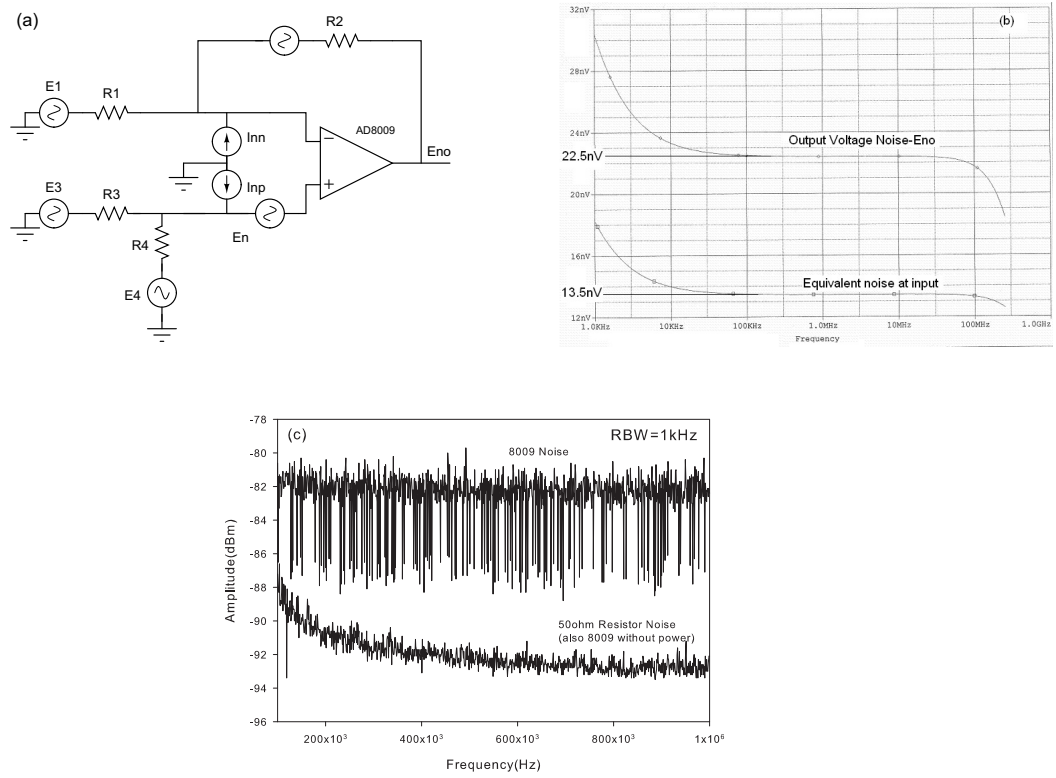 (a)
R2
E1
R1
Inn
AD8009
Eno
Inp
E3
R3
En
R4
E4
(b)
32nV
28nV
24nV
Output Voltage Noise-Eno
22.5nV
20nV
16nV
Equivalent noise at input
13.5nV
12nV
1.0KHz
10KHz
100KHz
1.0MHz
10MHz
100MHz
1.0GHz
Frequency
(c)
RBW=1kHz
8009 Noise
-78
-80
-82
-84
-86
-88
-90
-92
-94
-96
Amplitude(dBm)
50ohm Resistor Noise
(also 8009 without power)
200x10³
400x10³
600x10³
800x10³
1x10⁶
Frequency(Hz)